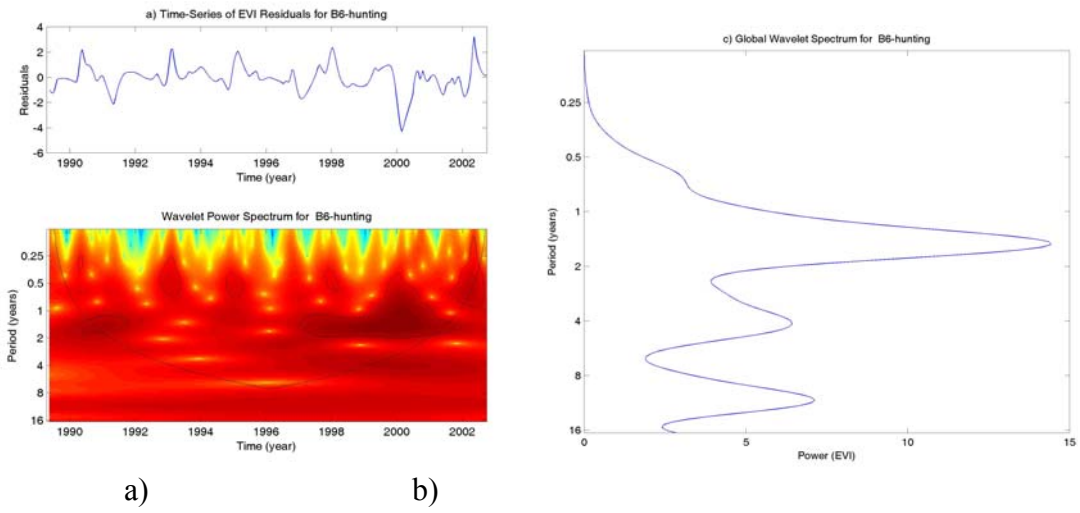 a) Time-Series of EVI Residuals for B6-hunting
4
2
0
-2
-4
-6
Residuals
1990 1992 1994 1996 1998 2000 2002
Time (year)
Wavelet Power Spectrum for B6-hunting
0.25
0.5
1
2
4
8
16
Period (years)
1990 1992 1994 1996 1998 2000 2002
Time (year)
c) Global Wavelet Spectrum for B6-hunting
0.25
0.5
1
2
4
8
16
Period (years)
0 5 10 15
Power (EVI)
a) b)